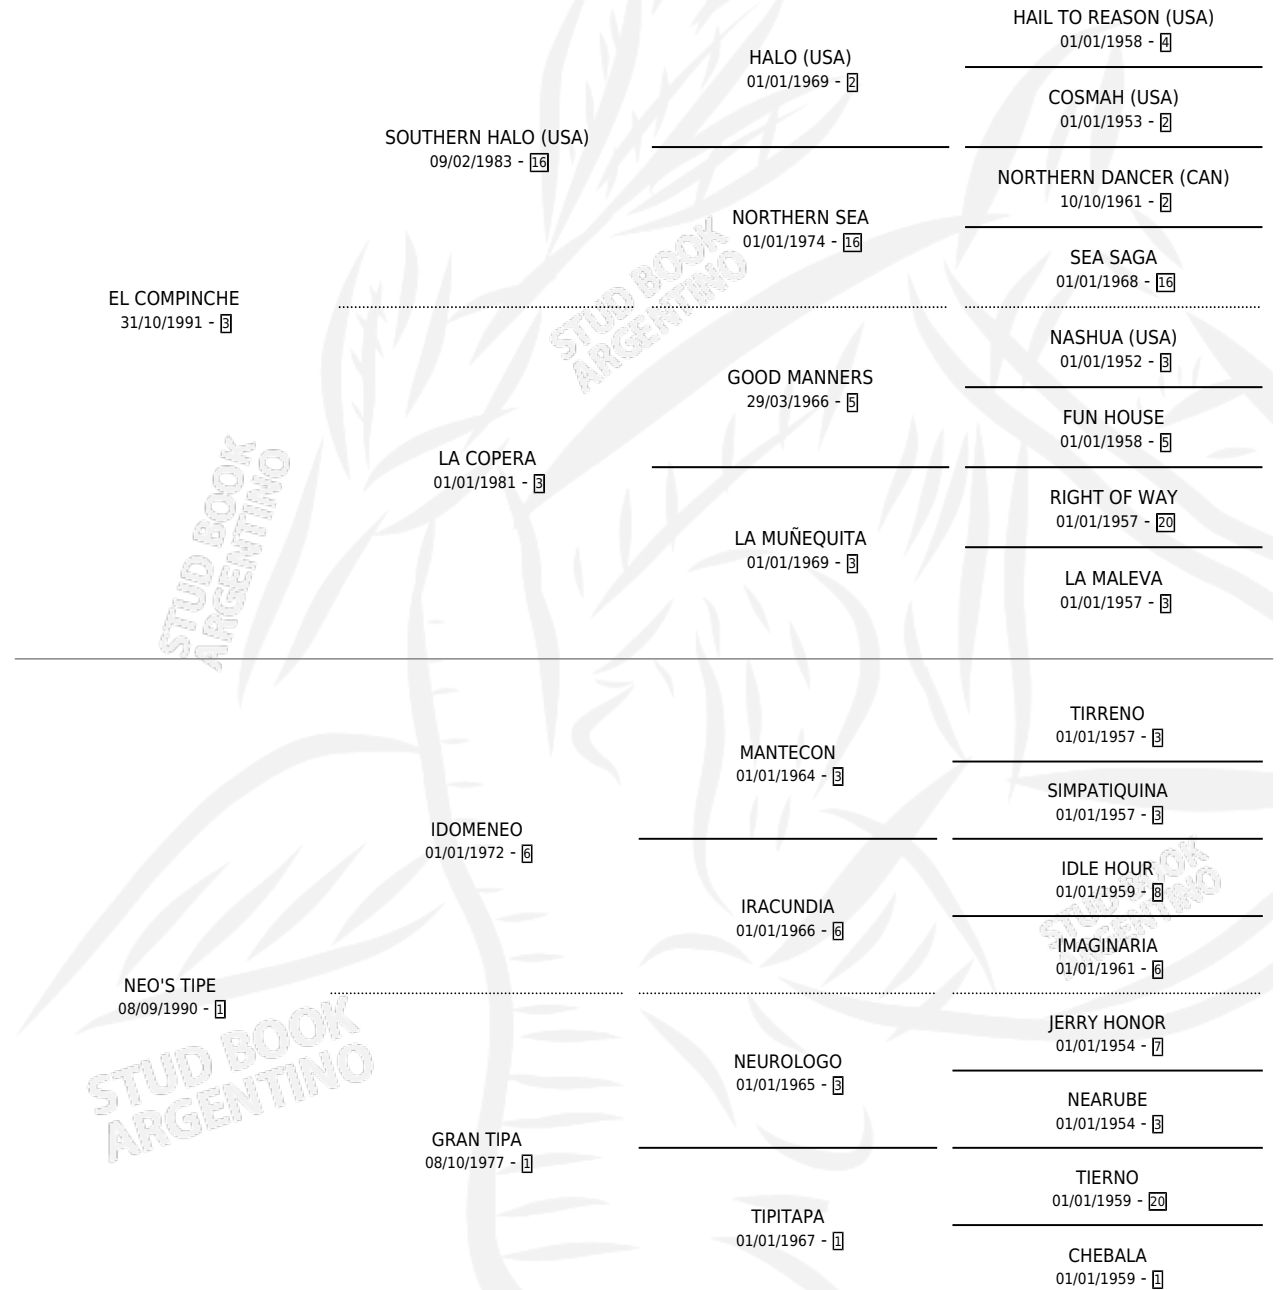 HAIL TO REASON (USA)
01/01/1958 - 4
HALO (USA)
01/01/1969 - 2
COSMAH (USA)
01/01/1953 - 2
SOUTHERN HALO (USA)
09/02/1983 - 16
NORTHERN DANCER (CAN)
10/10/1961 - 2
NORTHERN SEA
01/01/1974 - 16
SEA SAGA
01/01/1968 - 16
EL COMPINCHE
31/10/1991 - 3
NASHUA (USA)
01/01/1952 - 3
GOOD MANNERS
29/03/1966 - 5
FUN HOUSE
01/01/1958 - 5
LA COPERA
01/01/1981 - 3
RIGHT OF WAY
01/01/1957 - 20
LA MUÑEQUITA
01/01/1969 - 3
LA MALEVA
01/01/1957 - 3
TIRRENO
01/01/1957 - 3
MANTECON
01/01/1964 - 3
SIMPATIQUINA
01/01/1957 - 3
IDOMENEO
01/01/1972 - 6
IDLE HOUR
01/01/1959 - 8
IRACUNDIA
01/01/1966 - 6
IMAGINARIA
01/01/1961 - 6
NEO'S TIPE
08/09/1990 - 1
JERRY HONOR
01/01/1954 - 7
NEUROLOGO
01/01/1965 - 3
NEARUBE
01/01/1954 - 3
GRAN TIPA
08/10/1977 - 1
TIERNO
01/01/1959 - 20
TIPITAPA
01/01/1967 - 1
CHEBALA
01/01/1959 - 1
STUD BOOK
ARGENTINO
STUD BOOK
ARGENTINO
STUD BOOK
ARGENTINO
STUD BOOK
ARGENTINO